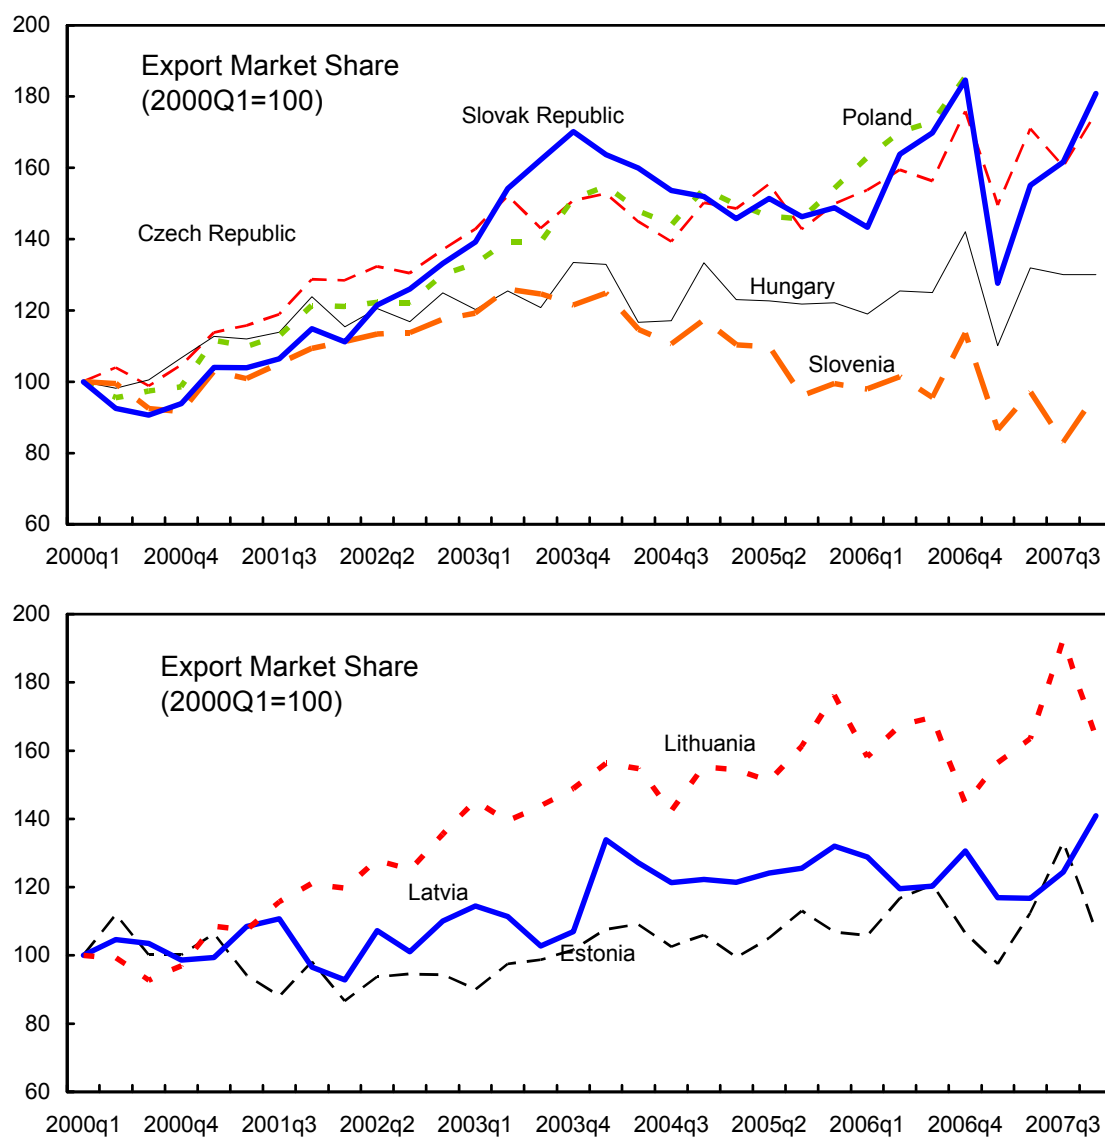 200
Export Market Share
(2000Q1=100)
180
Slovak Republic
Poland
160
Czech Republic
140
Hungary
120
Slovenia
100
80
60
2000q1 2000q4 2001q3 2002q2 2003q1 2003q4 2004q3 2005q2 2006q1 2006q4 2007q3
200
Export Market Share
(2000Q1=100)
180
Lithuania
160
140
120
Latvia
Estonia
100
80
60
2000q1 2000q4 2001q3 2002q2 2003q1 2003q4 2004q3 2005q2 2006q1 2006q4 2007q3